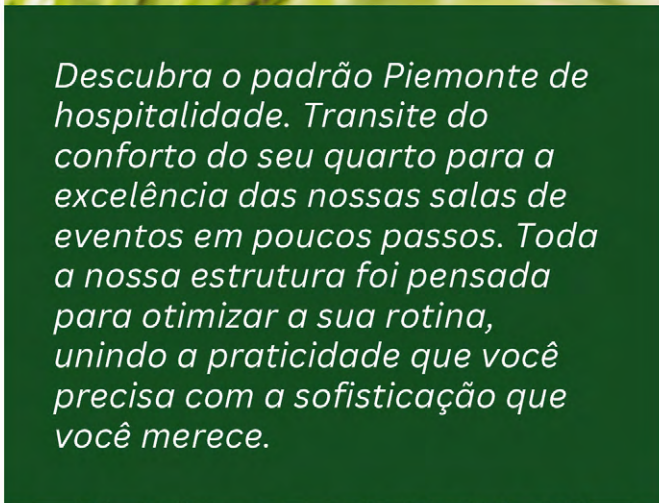 Descubra o padrão Piemonte de
hospitalidade. Transite do
conforto do seu quarto para a
excelência das nossas salas de
eventos em poucos passos. Toda
a nossa estrutura foi pensada
para otimizar a sua rotina,
unindo a praticidade que você
precisa com a sofisticação que
você merece.